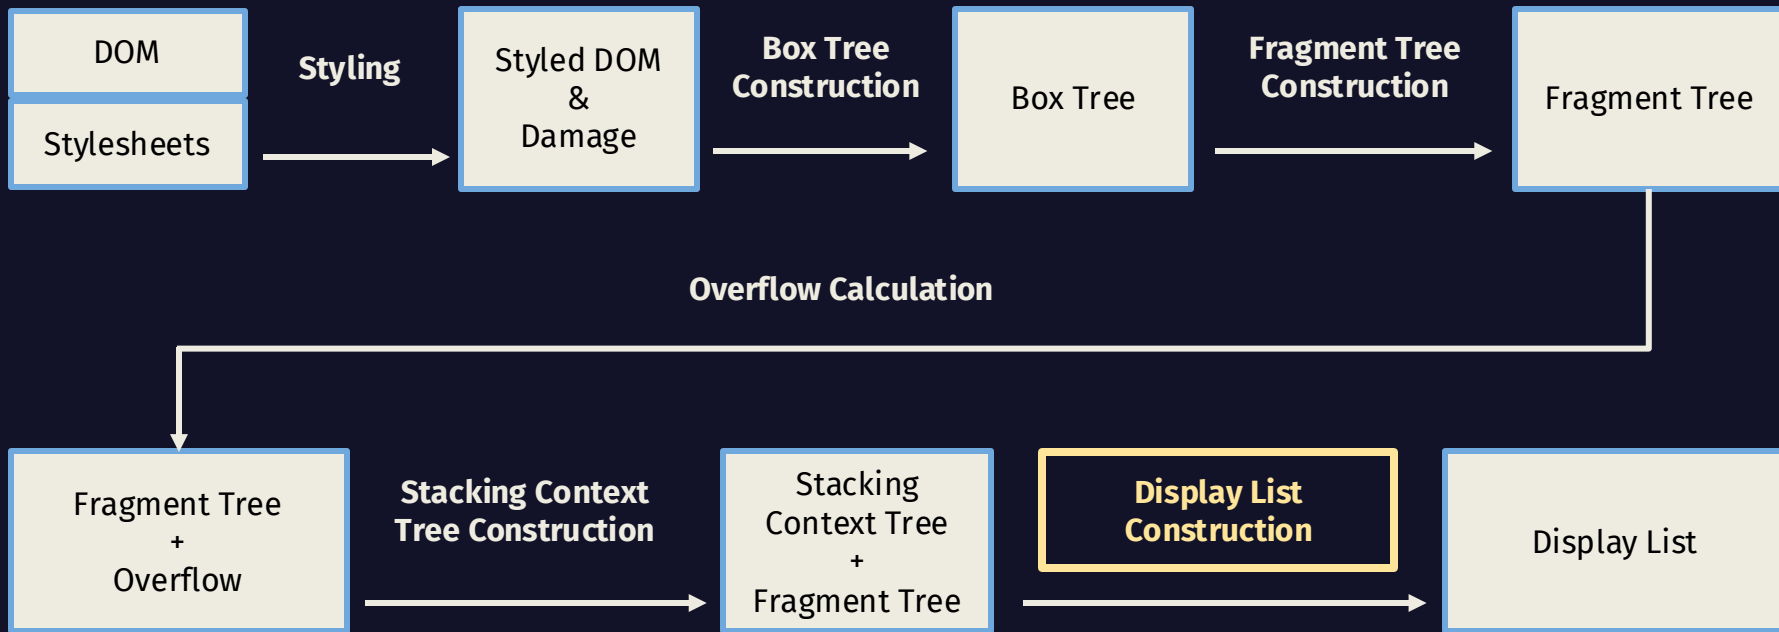 DOM
Stylesheets
Styling
Styled DOM
&
Damage
Box Tree
Construction
Box Tree
Fragment Tree
Construction
Fragment Tree
Overflow Calculation
Fragment Tree
+
Overflow
Stacking Context
Tree Construction
Stacking
Context Tree
+
Fragment Tree
Display List
Construction
Display List